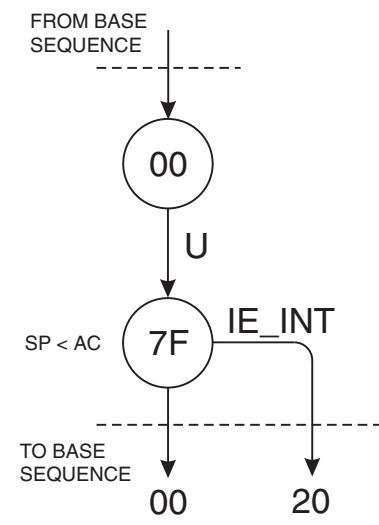 FROM BASE
SEQUENCE
00
U
IE_INT
SP < AC
7F
TO BASE
SEQUENCE
00
20